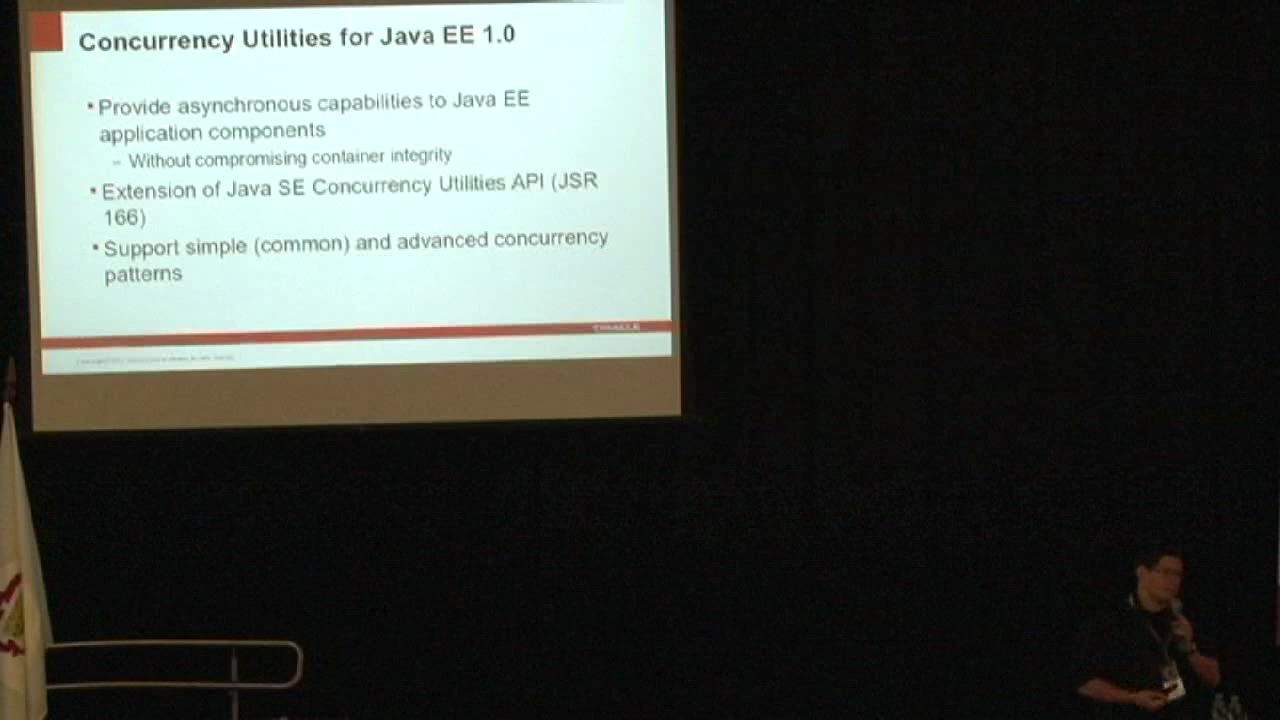 Concurrency Utilities for Java EE 1.0
• Provide asynchronous capabilities to Java EE
application components
– Without compromising container integrity
• Extension of Java SE Concurrency Utilities API (JSR
166)
• Support simple (common) and advanced concurrency
patterns
ORACLE